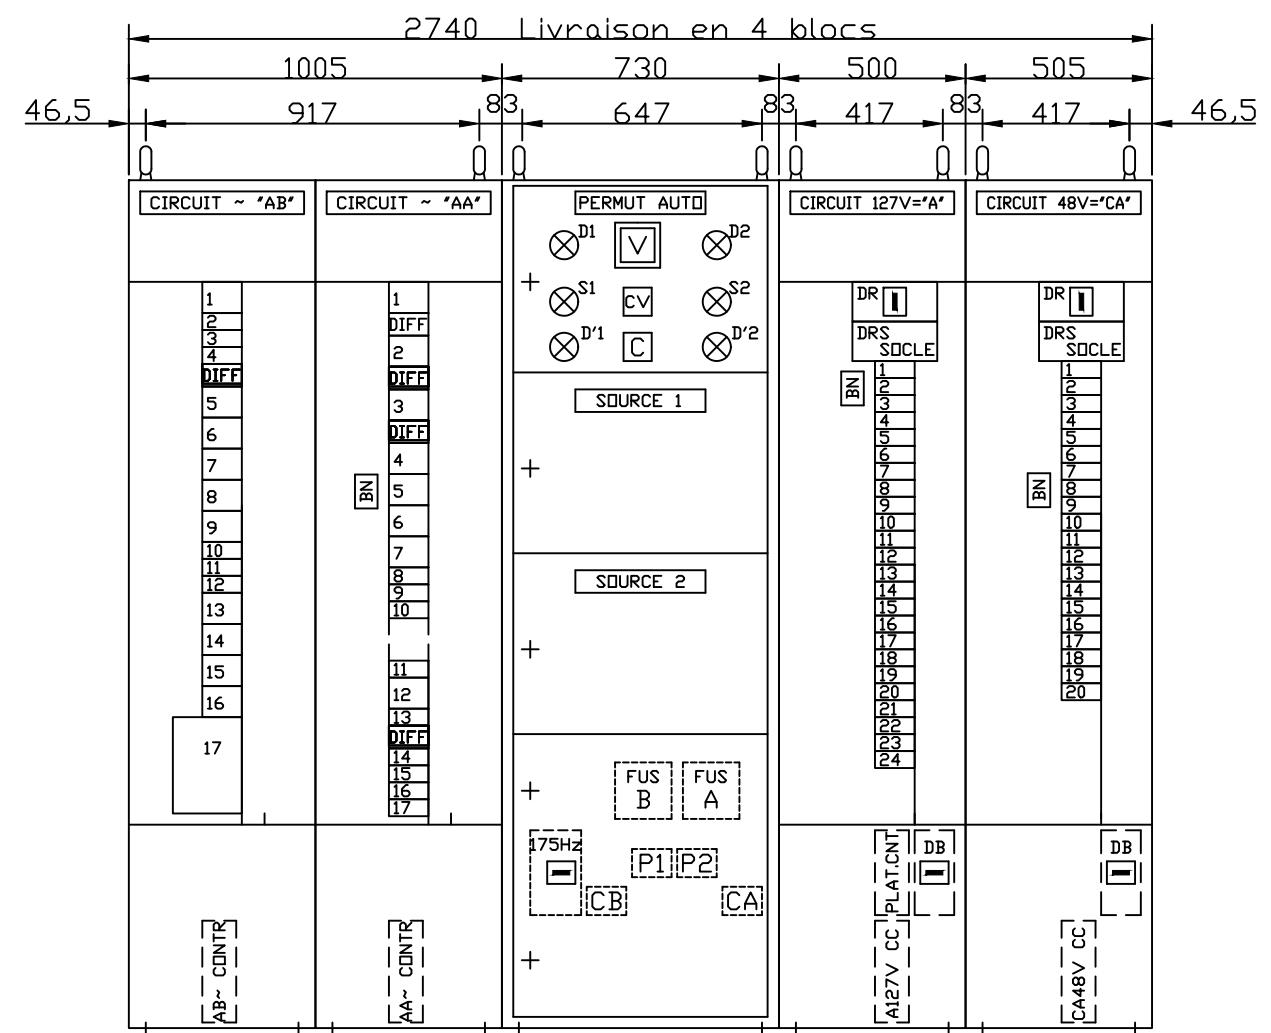 2740 Livraison en 4 blocs
1005 730 500 505
46,5 917 83 647 83 417 83 417 46,5
CIRCUIT ~ "AB"
1
2
3
4
DIFF
5
6
7
8
9
10
11
12
13
14
15
16
17
AB~ CONTR
CIRCUIT ~ "AA"
1
DIFF
2
DIFF
3
DIFF
4
BN
5
6
7
8
9
10
11
12
13
DIFF
14
15
16
17
AA~ CONTR
PERMUT AUTO
D1 V D2
S1 CV S2
D'1 C D'2
SOURCE 1
SOURCE 2
FUS B
FUS A
175Hz
P1 P2
CB CA
CIRCUIT 127V="A"
DR
DRS
SOCLE
BN
1
2
3
4
5
6
7
8
9
10
11
12
13
14
15
16
17
18
19
20
21
22
23
24
PLAT.CNT
DB
A127V CC
CIRCUIT 48V="CA"
DR
DRS
SOCLE
1
2
3
4
5
6
7
BN
8
9
10
11
12
13
14
15
16
17
18
19
20
DB
CA48V CC